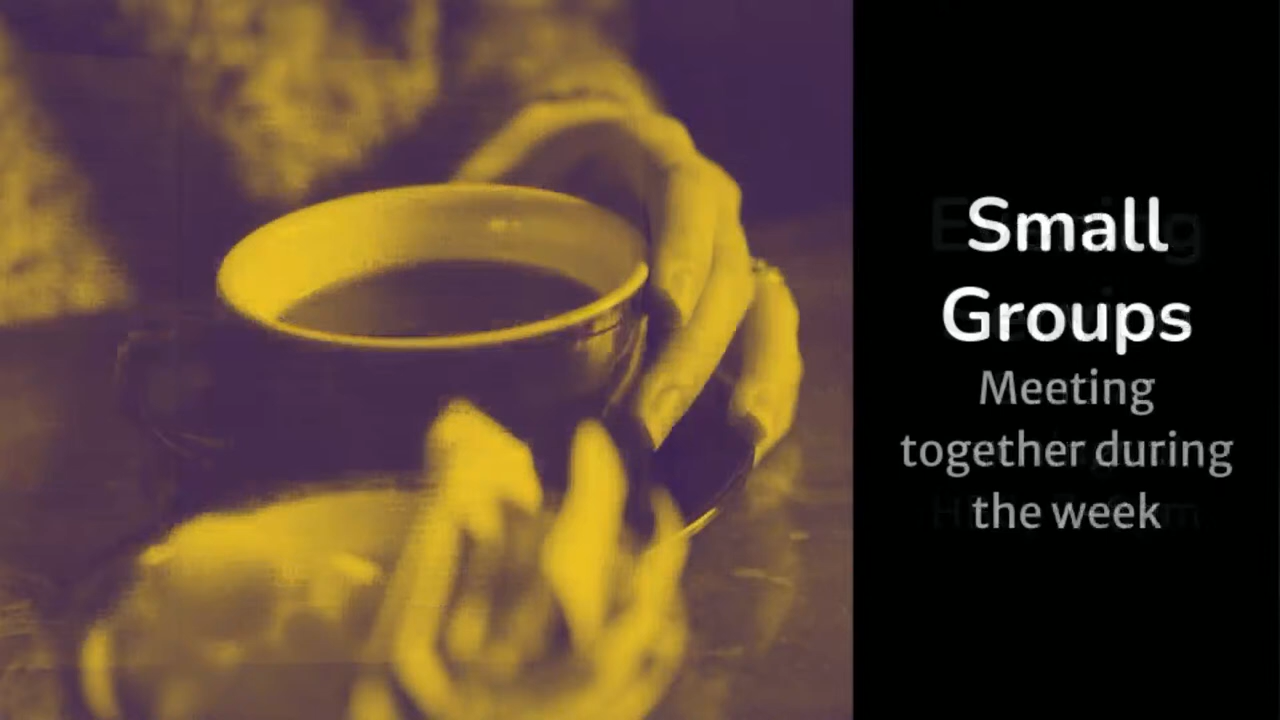 Small
Groups
Meeting
together during
the week